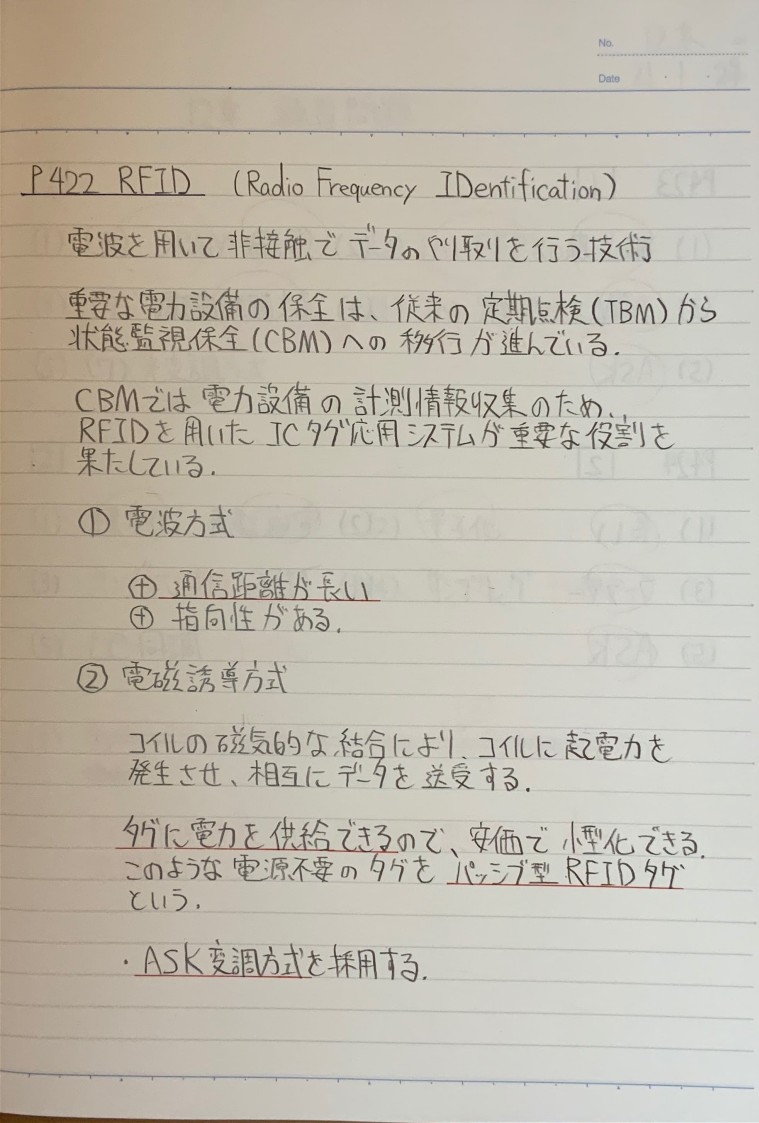 No.
Date
P422 RFID (Radio Frequency IDentification)
電波を用いて非接触でデータのやり取りを行う技術
重要な電力設備の保全は、従来の定期点検(TBM)から
状態監視保全(CBM)への移行が進んでいる.
CBMでは電力設備の計測情報収集のため、
RFIDを用いたICタグ応用システムが重要な役割を
果たしている.
① 電波方式
⊕ 通信距離が長い
⊕ 指向性がある.
② 電磁誘導方式
コイルの磁気的な結合により、コイルに起電力を
発生させ、相互にデータを送受する.
タグに電力を供給できるので、安価で小型化できる.
このような電源不要のタグをパッシブ型RFIDタグ
という.
・ASK変調方式を採用する.